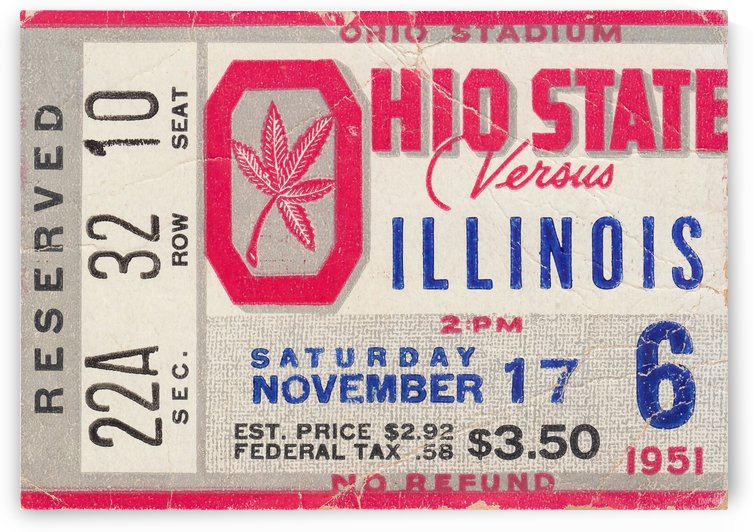 OHIO STADIUM
RESERVED
22A SEC. 32 ROW 10 SEAT
OHIO STATE
Versus
ILLINOIS
2:PM
SATURDAY
NOVEMBER 17
6
EST. PRICE $2.92
FEDERAL TAX .58
$3.50
1951
NO REFUND